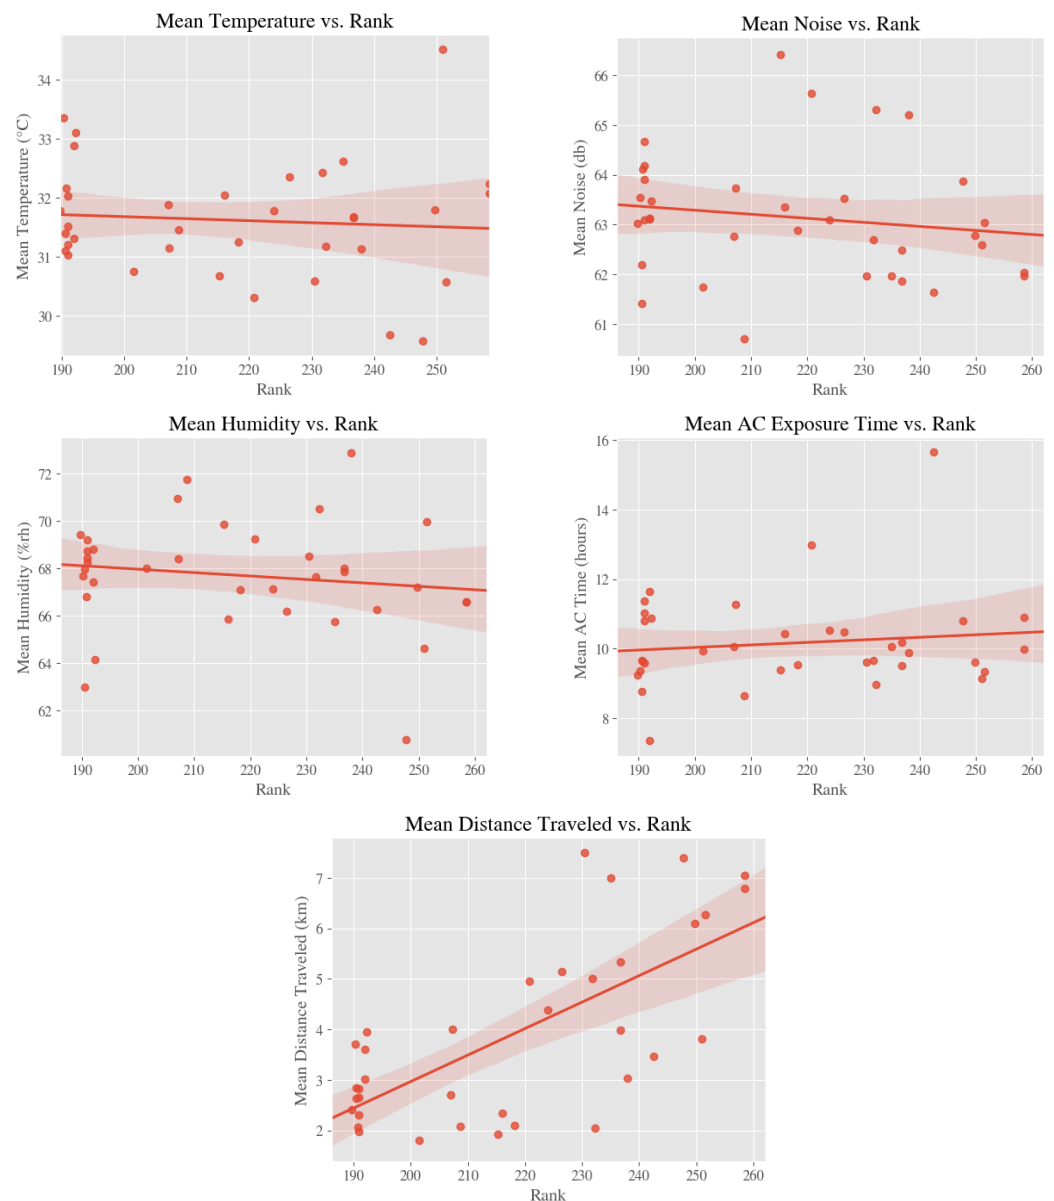 Mean Temperature vs. Rank
Mean Temperature (°C)
34
33
32
31
30
190 200 210 220 230 240 250
Rank
Mean Noise vs. Rank
Mean Noise (db)
66
65
64
63
62
61
190 200 210 220 230 240 250 260
Rank
Mean Humidity vs. Rank
Mean Humidity (%rh)
72
70
68
66
64
62
190 200 210 220 230 240 250 260
Rank
Mean AC Exposure Time vs. Rank
Mean AC Time (hours)
16
14
12
10
8
190 200 210 220 230 240 250 260
Rank
Mean Distance Traveled vs. Rank
Mean Distance Traveled (km)
7
6
5
4
3
2
190 200 210 220 230 240 250 260
Rank